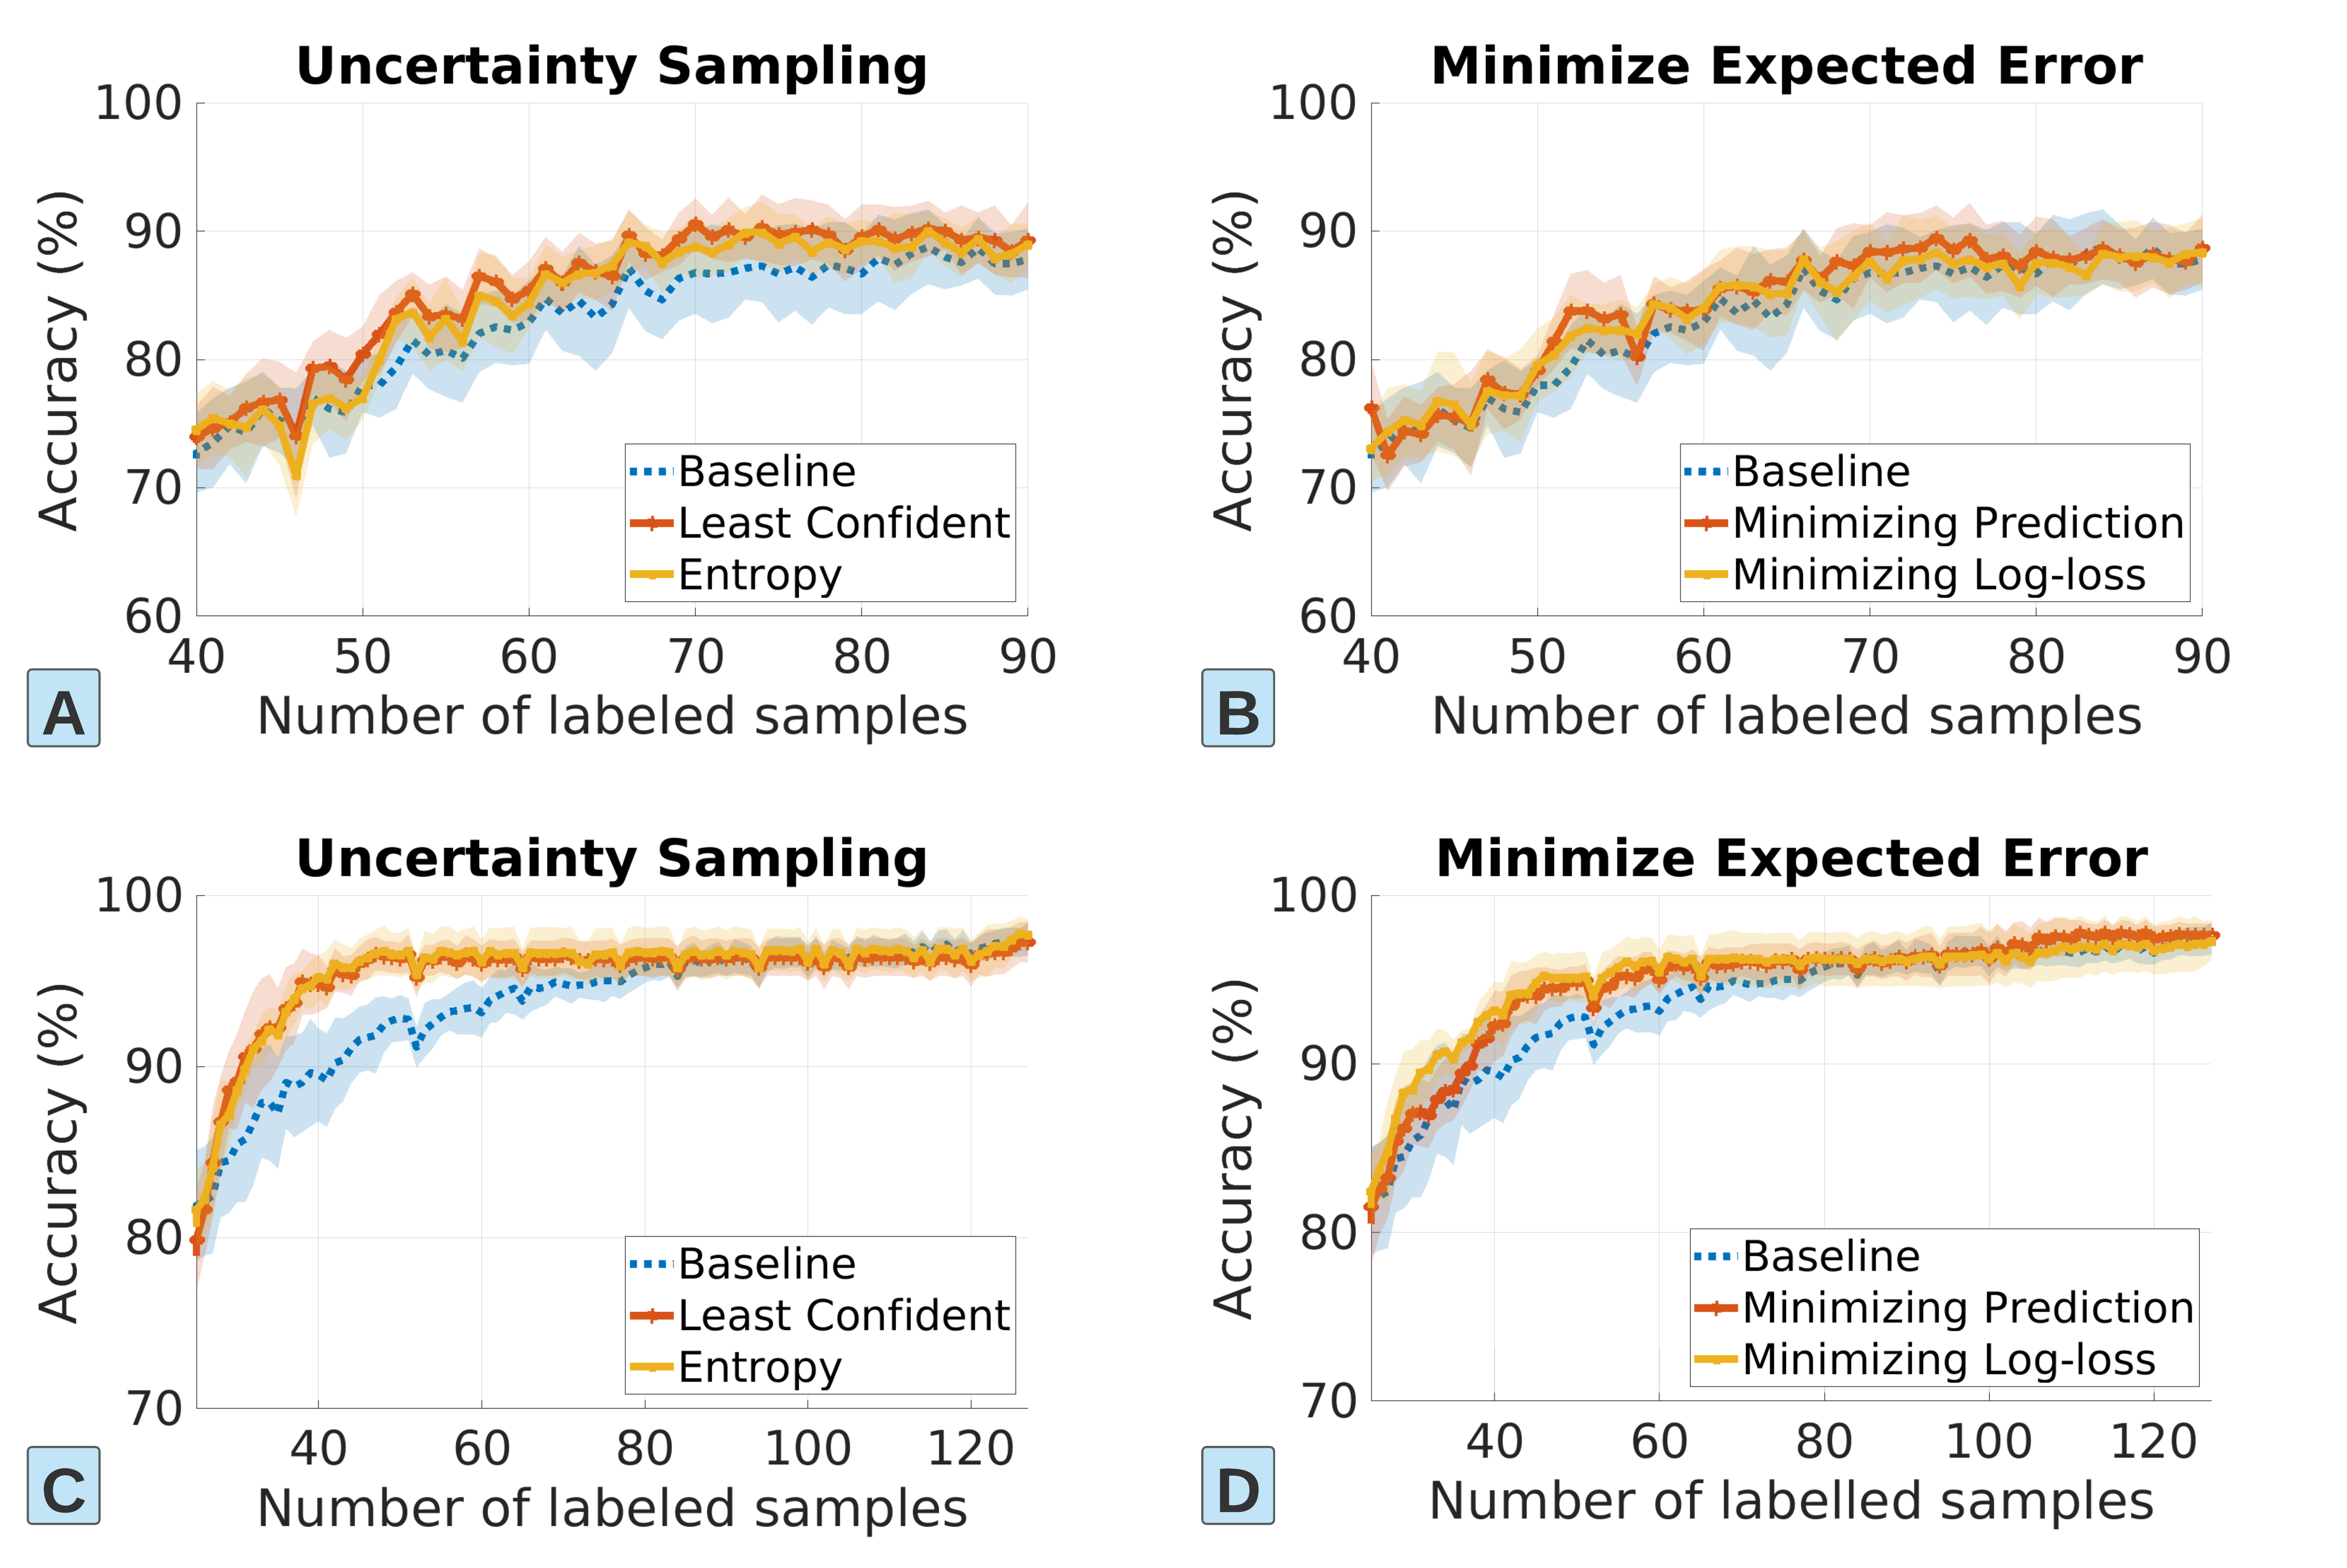 Uncertainty Sampling
Accuracy (%)
100
90
80
70
60
40 50 60 70 80 90
Number of labeled samples
Baseline
Least Confident
Entropy
A
Minimize Expected Error
Accuracy (%)
100
90
80
70
60
40 50 60 70 80 90
Number of labeled samples
Baseline
Minimizing Prediction
Minimizing Log-loss
B
Uncertainty Sampling
Accuracy (%)
100
90
80
70
40 60 80 100 120
Number of labeled samples
Baseline
Least Confident
Entropy
C
Minimize Expected Error
Accuracy (%)
100
90
80
70
40 60 80 100 120
Number of labelled samples
Baseline
Minimizing Prediction
Minimizing Log-loss
D